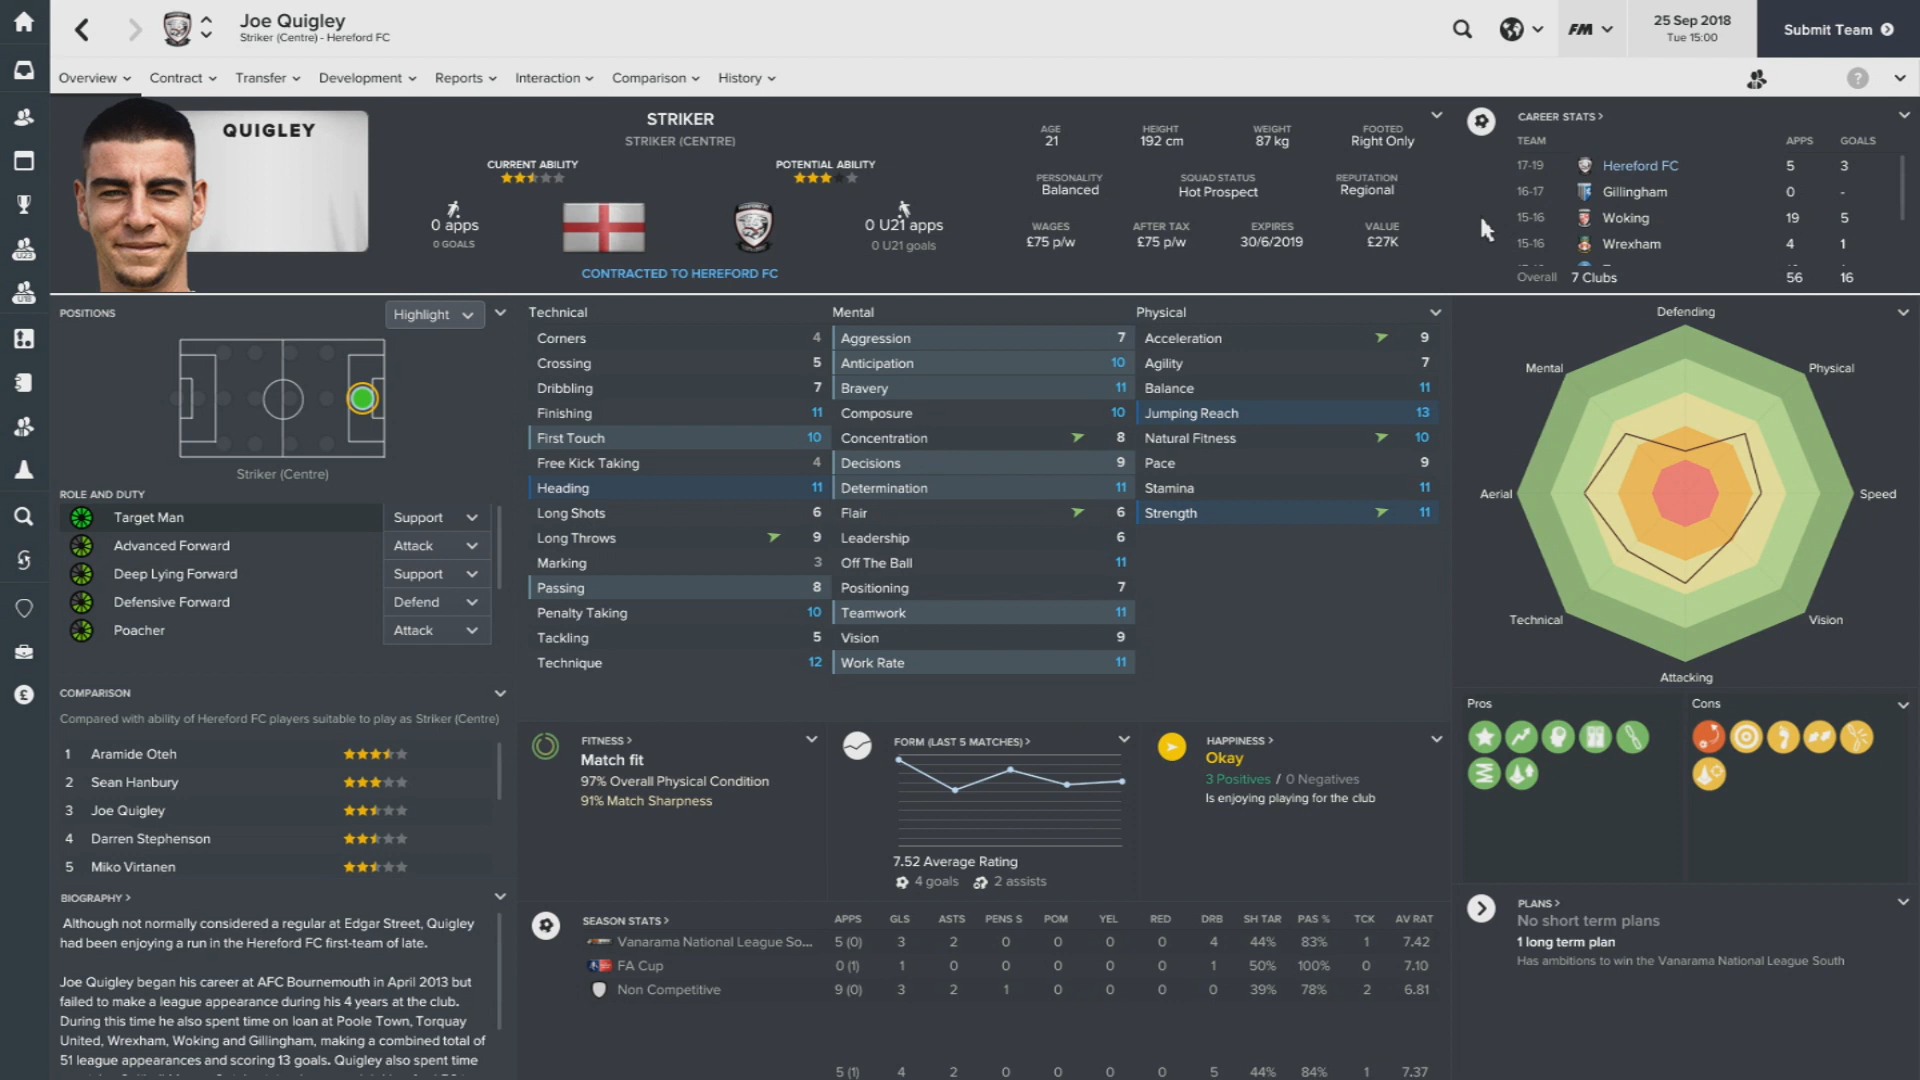 Joe Quigley
Striker (Centre) - Hereford FC
FM
25 Sep 2018
Tue 15:00
Submit Team
Overview Contract Transfer Development Reports Interaction Comparison History
?
QUIGLEY
STRIKER
STRIKER (CENTRE)
CURRENT ABILITY
POTENTIAL ABILITY
0 apps
0 GOALS
0 U21 apps
0 U21 goals
CONTRACTED TO HEREFORD FC
AGE HEIGHT WEIGHT FOOTED
21 192 cm 87 kg Right Only
PERSONALITY SQUAD STATUS REPUTATION
Balanced Hot Prospect Regional
WAGES AFTER TAX EXPIRES VALUE
£75 p/w £75 p/w 30/6/2019 £27K
CAREER STATS >
TEAM APPS GOALS
17-19 Hereford FC 5 3
16-17 Gillingham 0 -
15-16 Woking 19 5
15-16 Wrexham 4 1
Overall 7 Clubs 56 16
POSITIONS
Highlight
Striker (Centre)
ROLE AND DUTY
Target Man Support
Advanced Forward Attack
Deep Lying Forward Support
Defensive Forward Defend
Poacher Attack
COMPARISON
Compared with ability of Hereford FC players suitable to play as Striker (Centre)
1 Aramide Oteh
2 Sean Hanbury
3 Joe Quigley
4 Darren Stephenson
5 Miko Virtanen
BIOGRAPHY >
Although not normally considered a regular at Edgar Street, Quigley
had been enjoying a run in the Hereford FC first-team of late.
Joe Quigley began his career at AFC Bournemouth in April 2013 but
failed to make a league appearance during his 4 years at the club.
During this time he also spent time on loan at Poole Town, Torquay
United, Wrexham, Woking and Gillingham, making a combined total of
51 league appearances and scoring 13 goals. Quigley also spent time
Technical
Corners 4
Crossing 5
Dribbling 7
Finishing 11
First Touch 10
Free Kick Taking 4
Heading 11
Long Shots 6
Long Throws 9
Marking 3
Passing 8
Penalty Taking 10
Tackling 5
Technique 12
Mental
Aggression 7
Anticipation 10
Bravery 11
Composure 10
Concentration 8
Decisions 9
Determination 11
Flair 6
Leadership 6
Off The Ball 11
Positioning 7
Teamwork 11
Vision 9
Work Rate 11
Physical
Acceleration 9
Agility 7
Balance 11
Jumping Reach 13
Natural Fitness 10
Pace 9
Stamina 11
Strength 11
Defending
Mental Physical
Aerial Speed
Technical Vision
Attacking
Pros
Cons
FITNESS >
Match fit
97% Overall Physical Condition
91% Match Sharpness
FORM (LAST 5 MATCHES) >
7.52 Average Rating
4 goals 2 assists
HAPPINESS >
Okay
3 Positives / 0 Negatives
Is enjoying playing for the club
SEASON STATS > APPS GLS ASTS PENS S POM YEL RED DRB SH TAR PAS % TCK AV RAT
Vanarama National League So... 5 (0) 3 2 0 0 0 0 4 44% 83% 1 7.42
FA Cup 0 (1) 1 0 0 0 0 0 1 50% 100% 0 7.10
Non Competitive 9 (0) 3 2 1 0 0 0 0 39% 78% 2 6.81
5 (1) 4 2 0 0 0 0 5 44% 84% 1 7.37
PLANS >
No short term plans
1 long term plan
Has ambitions to win the Vanarama National League South